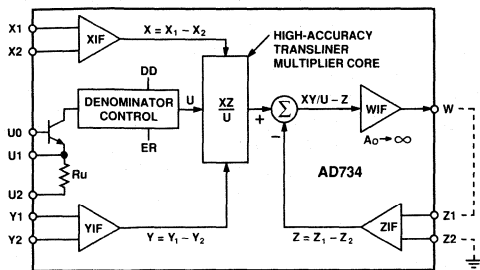 X1
X2
XIF
X = X₁ – X₂
HIGH-ACCURACY
TRANSLINER
MULTIPLIER CORE
DD
DENOMINATOR
CONTROL
ER
U
XZ
U
+
Σ
–
XY/U – Z
WIF
A₀ → ∞
W
U0
U1
Ru
U2
AD734
Y1
Y2
YIF
Y = Y₁ – Y₂
Z = Z₁ – Z₂
ZIF
Z1
Z2